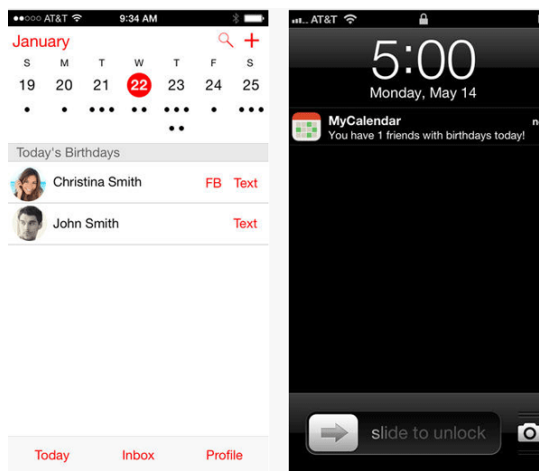 AT&T 9:34 AM
January
S M T W T F S
19 20 21 22 23 24 25
Today's Birthdays
Christina Smith FB Text
John Smith Text
Today Inbox Profile
AT&T
5:00
Monday, May 14
MyCalendar
You have 1 friends with birthdays today!
slide to unlock